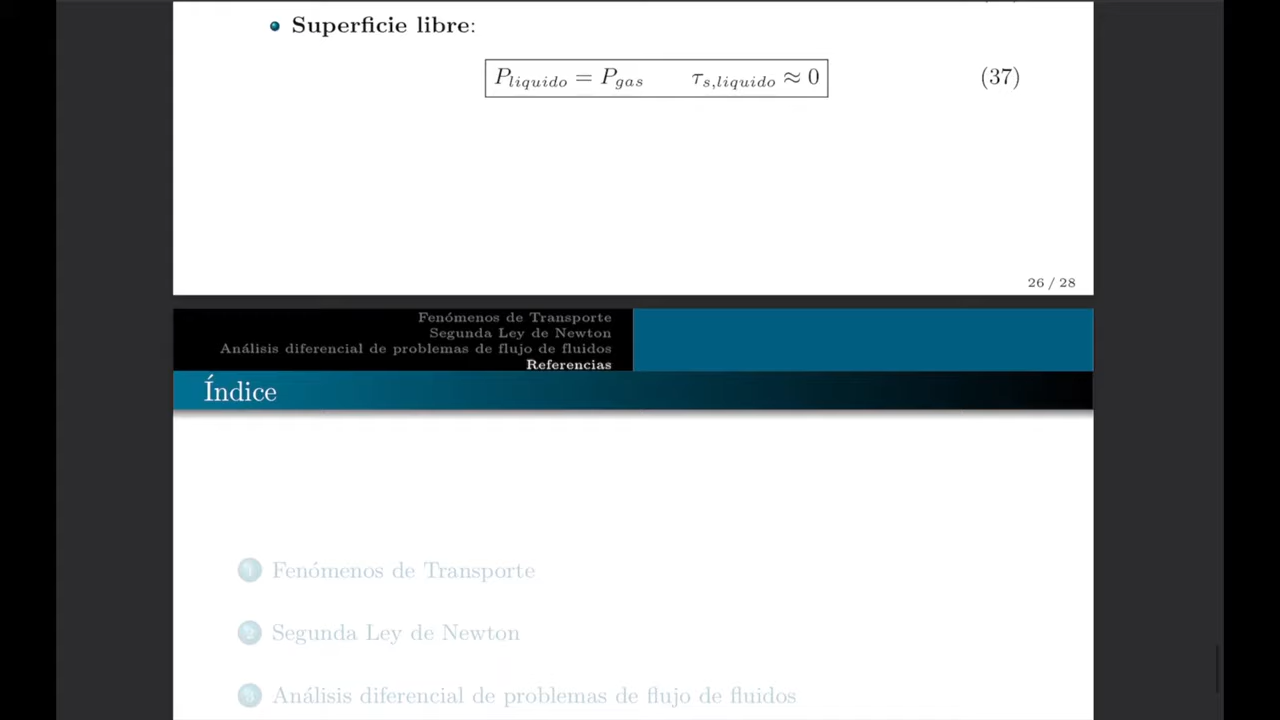 Superficie libre:
P_{liquido} = P_{gas} τ_{s,liquido} ≈ 0 (37)
26 / 28
Fenómenos de Transporte
Segunda Ley de Newton
Análisis diferencial de problemas de flujo de fluidos
Referencias
Índice
1 Fenómenos de Transporte
2 Segunda Ley de Newton
3 Análisis diferencial de problemas de flujo de fluidos